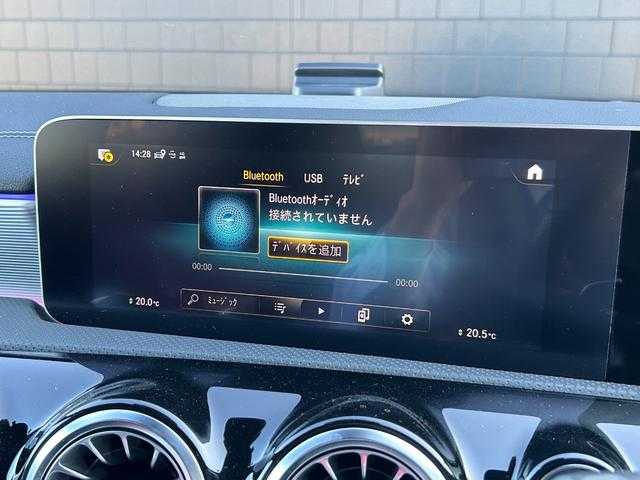 14:28
Bluetooth USB テレビ
Bluetoothオーディオ
接続されていません
デバイスを追加
00:00 00:00
ミュージック
20.0℃ 20.5℃